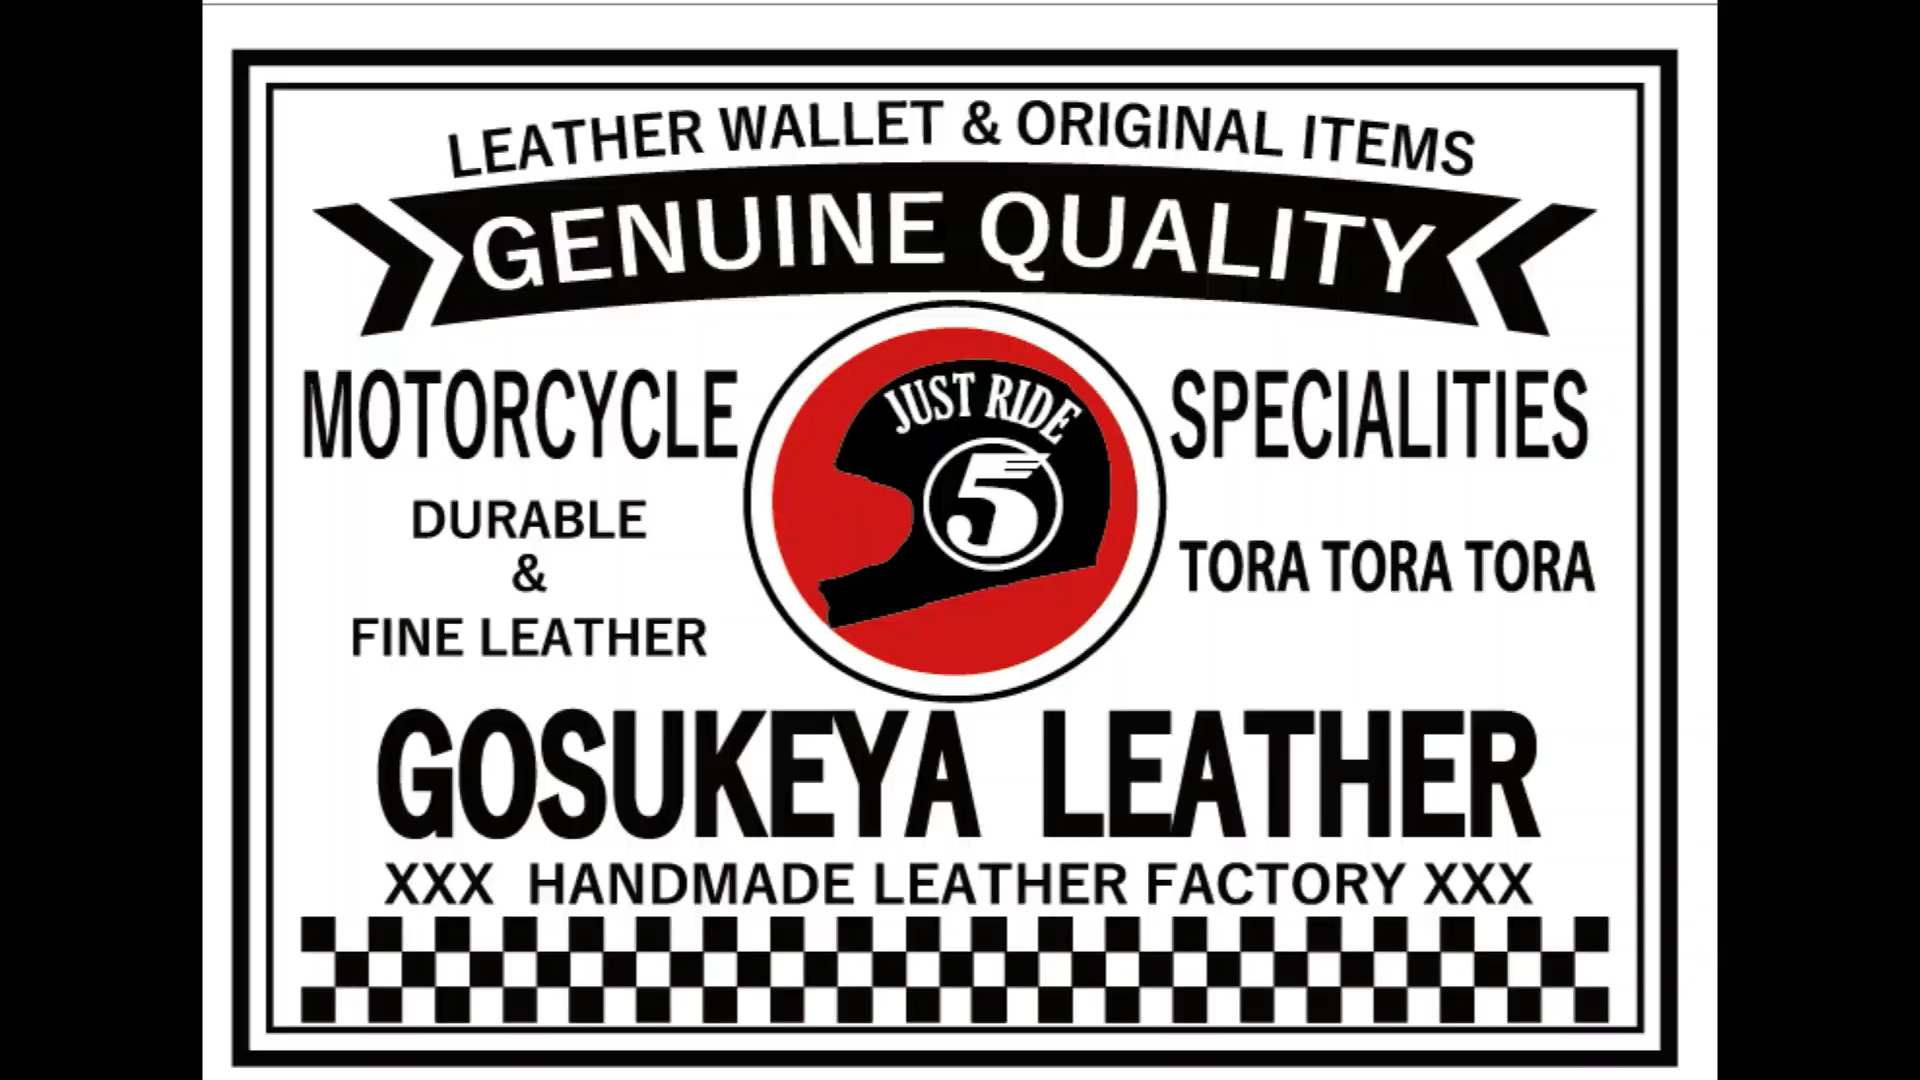 LEATHER WALLET & ORIGINAL ITEMS
GENUINE QUALITY
MOTORCYCLE
JUST RIDE
5
SPECIALITIES
DURABLE
&
FINE LEATHER
TORA TORA TORA
GOSUKEYA LEATHER
XXX HANDMADE LEATHER FACTORY XXX